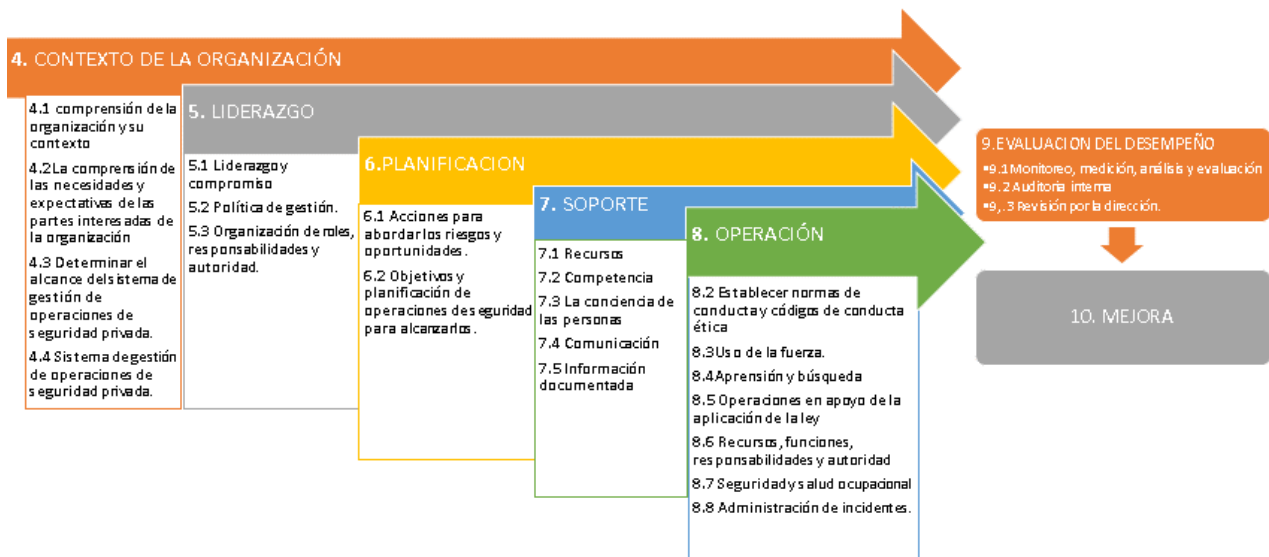 4. CONTEXTO DE LA ORGANIZACIÓN
4.1 comprensión de la
organización y su
contexto
4.2La comprensión de
las necesidades y
expectativas de las
partes interesadas de
la organización
4.3 Determinar el
alcance del sistema de
gestión de
operaciones de
seguridad privada.
4.4 Sistema de gestión
de operaciones de
seguridad privada.
5. LIDERAZGO
5.1 Liderazgo y
compromiso
5.2 Política de gestión.
5.3 Organización de roles,
responsabilidades y
autoridad.
6.PLANIFICACION
6.1 Acciones para
abordar los riesgos y
oportunidades.
6.2 Objetivos y
planificación de
operaciones de seguridad
para alcanzarlos.
7. SOPORTE
7.1 Recursos
7.2 Competencia
7.3 La conciencia de
las personas
7.4 Comunicación
7.5 Información
documentada
8. OPERACIÓN
8.2 Establecer normas de
conducta y códigos de conducta
ética
8.3Uso de la fuerza.
8.4Aprensión y búsqueda
8.5 Operaciones en apoyo de la
aplicación de la ley
8.6 Recursos, funciones,
responsabilidades y autoridad
8.7 Seguridad y salud ocupacional
8.8 Administración de incidentes.
9.EVALUACION DEL DESEMPEÑO
•9.1 Monitoreo, medición, análisis y evaluación
•9.2 Auditoria interna
•9,.3 Revisión por la dirección.
10. MEJORA